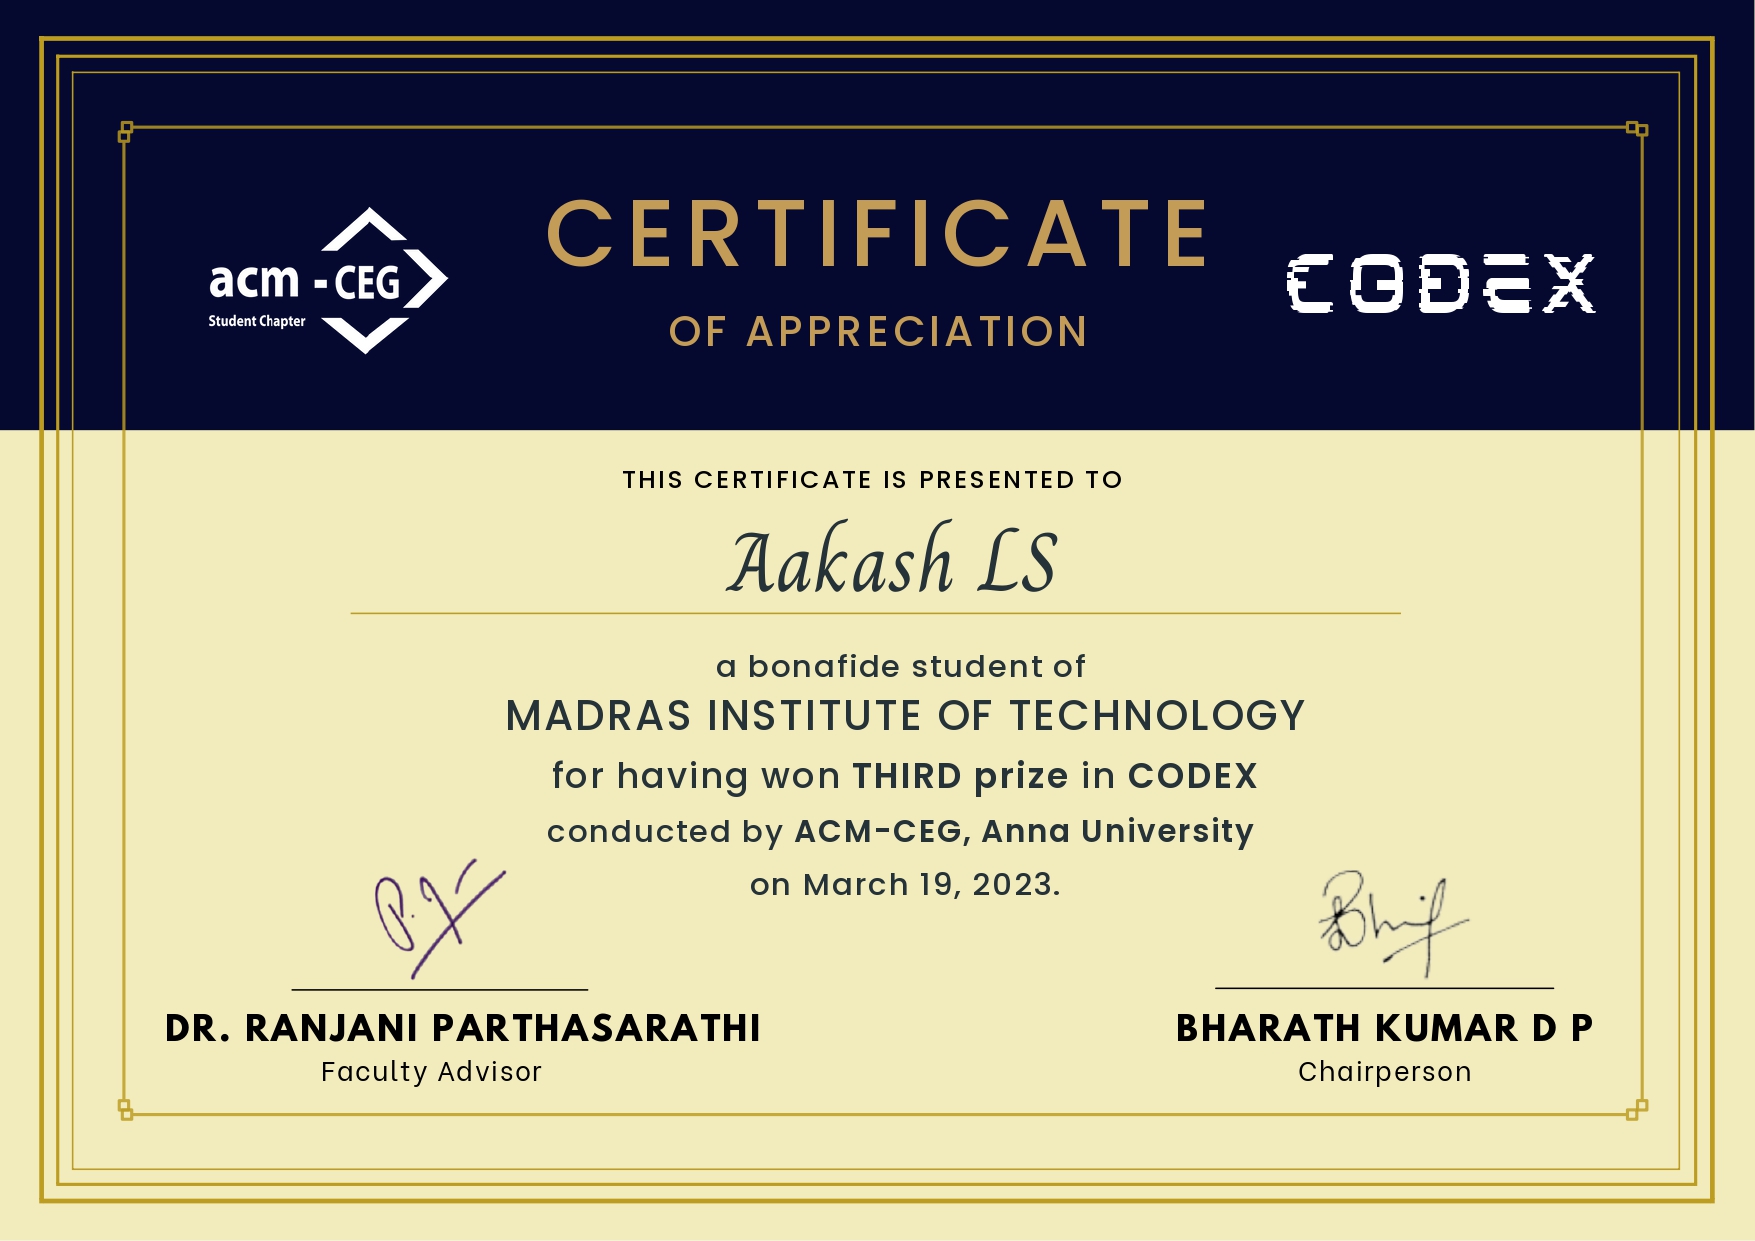 acm - CEG
Student Chapter
CERTIFICATE
OF APPRECIATION
CODEX
THIS CERTIFICATE IS PRESENTED TO
Aakash LS
a bonafide student of
MADRAS INSTITUTE OF TECHNOLOGY
for having won THIRD prize in CODEX
conducted by ACM-CEG, Anna University
on March 19, 2023.
DR. RANJANI PARTHASARATHI
Faculty Advisor
BHARATH KUMAR D P
Chairperson